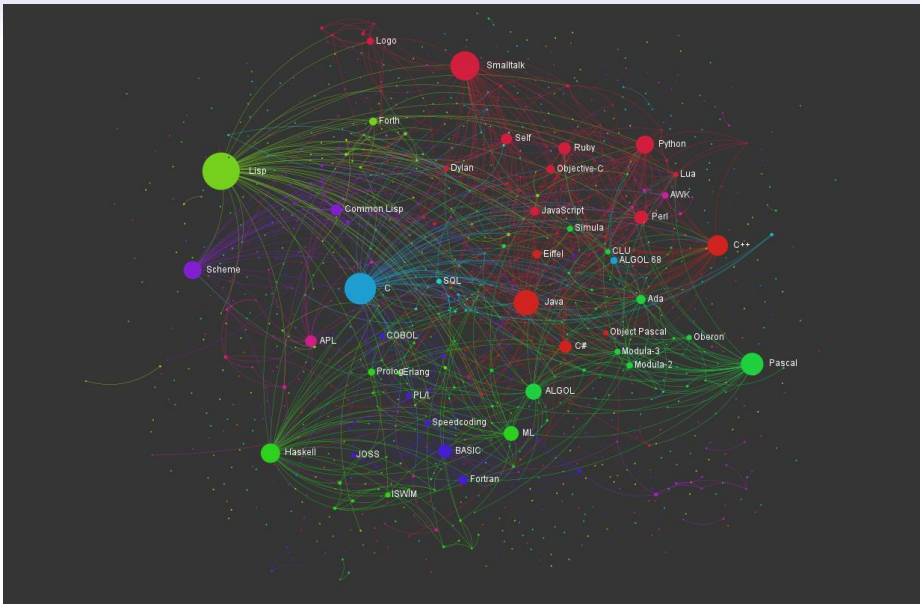 Logo
Smalltalk
Forth
Self
Ruby
Python
Dylan
Objective-C
Lisp
Lua
AWK
Common Lisp
JavaScript
Perl
Simula
C++
CLU
Eiffel
ALGOL 68
Scheme
SQL
C
Ada
Java
Object Pascal
COBOL
Oberon
APL
C#
Modula-3
Pascal
Modula-2
Prolog
Erlang
ALGOL
PL/I
Speedcoding
ML
Haskell
JOSS
BASIC
Fortran
ISWIM